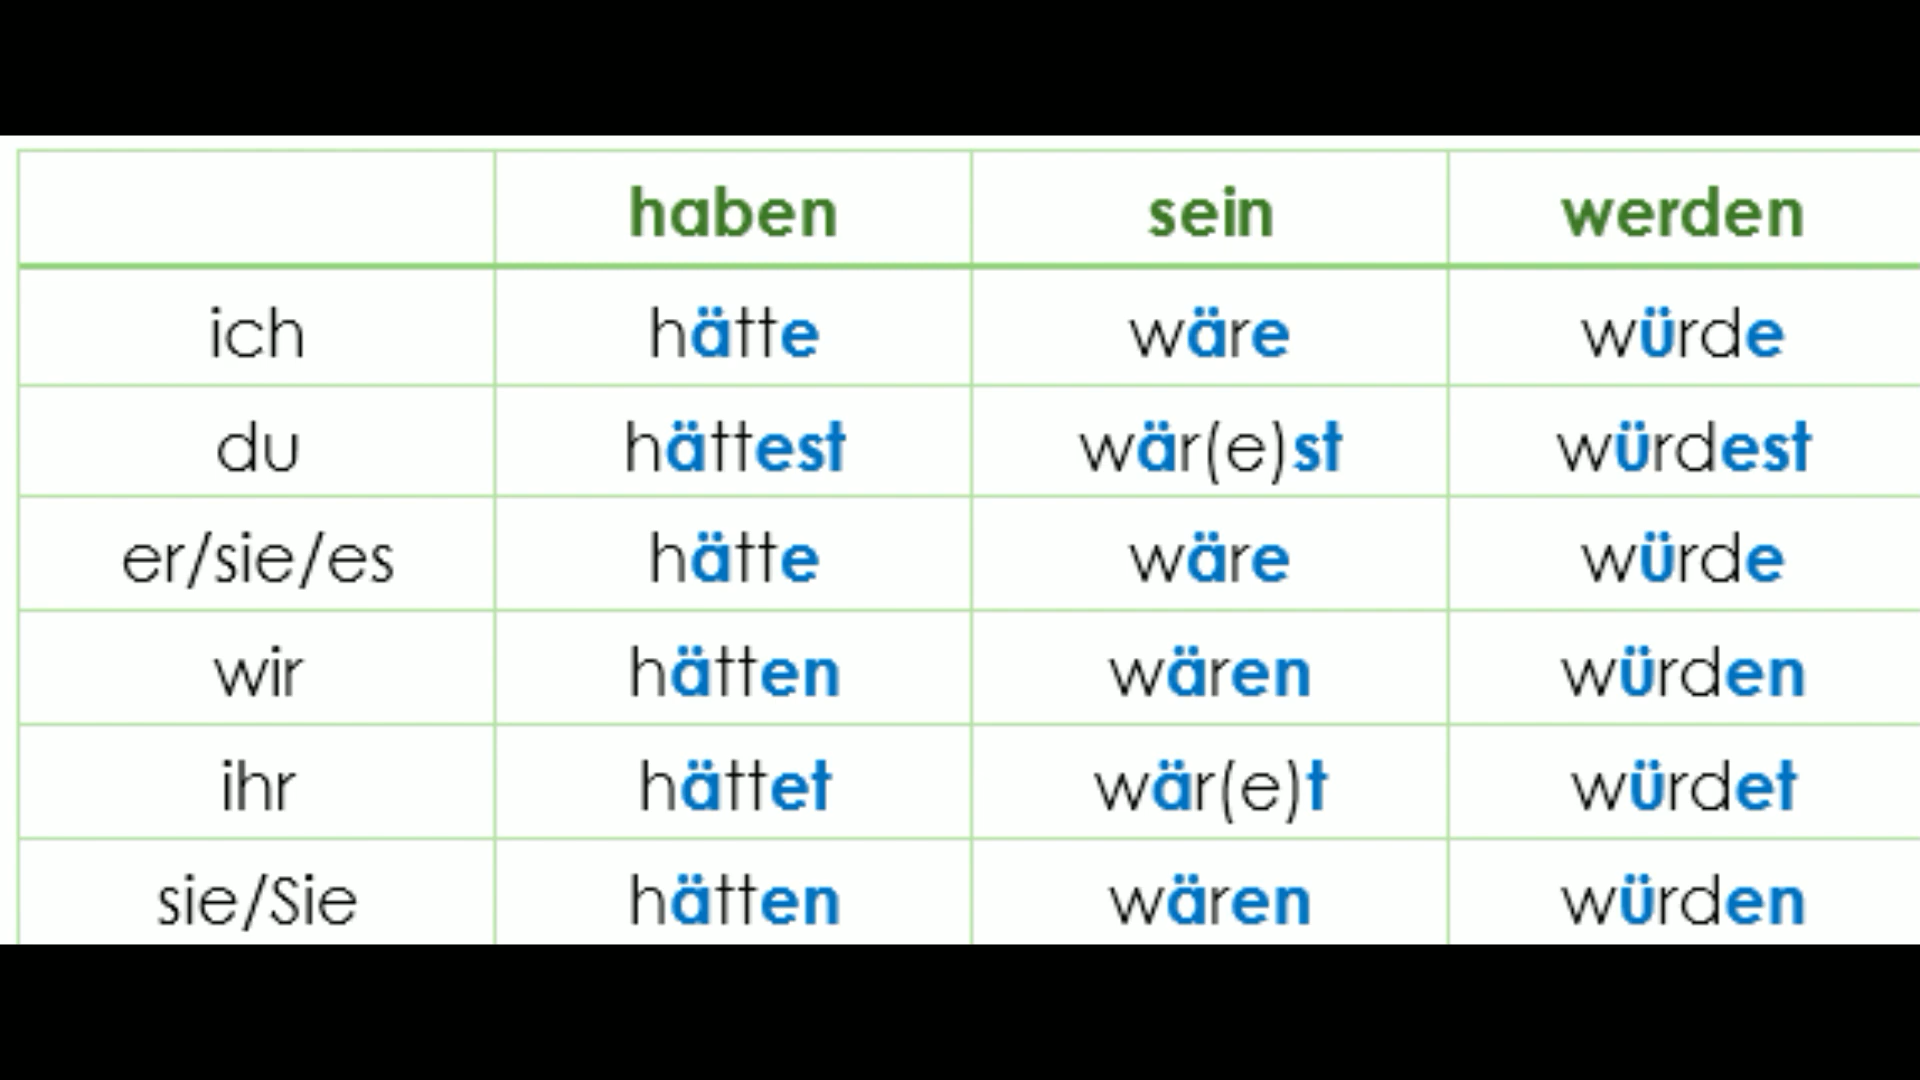 haben sein werden
ich hätte wäre würde
du hättest wär(e)st würdest
er/sie/es hätte wäre würde
wir hätten wären würden
ihr hättet wär(e)t würdet
sie/Sie hätten wären würden